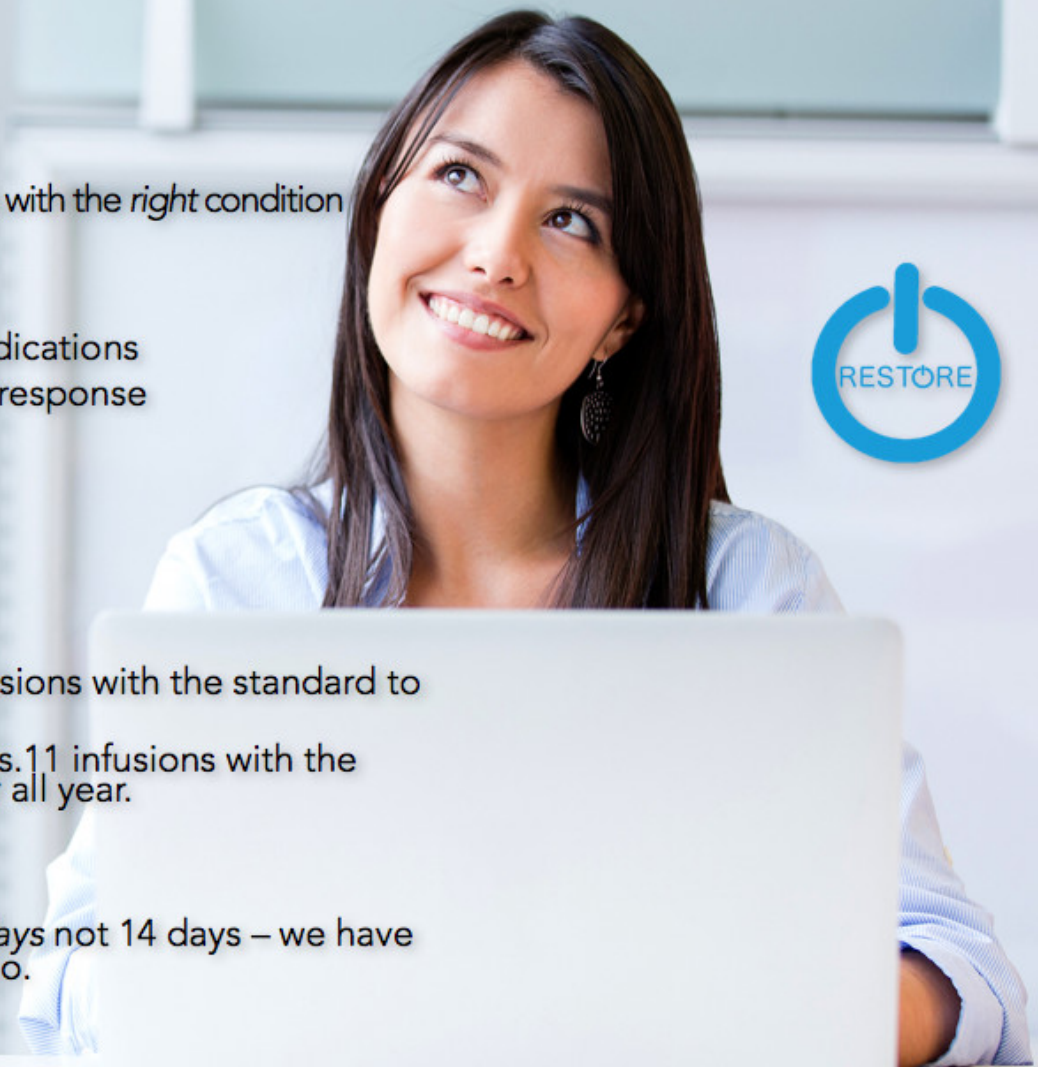 with the right condition
dications
response
RESTORE
sions with the standard to
s.11 infusions with the
all year.
ays not 14 days – we have
o.